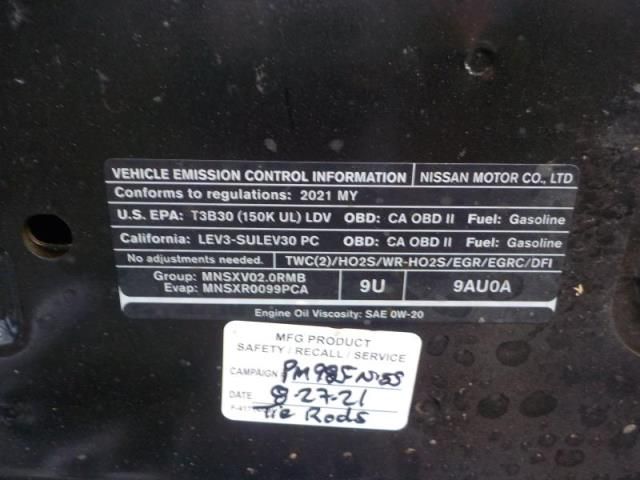 VEHICLE EMISSION CONTROL INFORMATION NISSAN MOTOR CO., LTD
Conforms to regulations: 2021 MY
U.S. EPA: T3B30 (150K UL) LDV OBD: CA OBD II Fuel: Gasoline
California: LEV3-SULEV30 PC OBD: CA OBD II Fuel: Gasoline
No adjustments needed. TWC(2)/HO2S/WR-HO2S/EGR/EGRC/DFI
Group: MNSXV02.0RMB 9U 9AU0A
Evap: MNSXR0099PCA
Engine Oil Viscosity: SAE 0W-20
MFG PRODUCT
SAFETY / RECALL / SERVICE
CAMPAIGN
DATE 8-27-21
Tie Rods